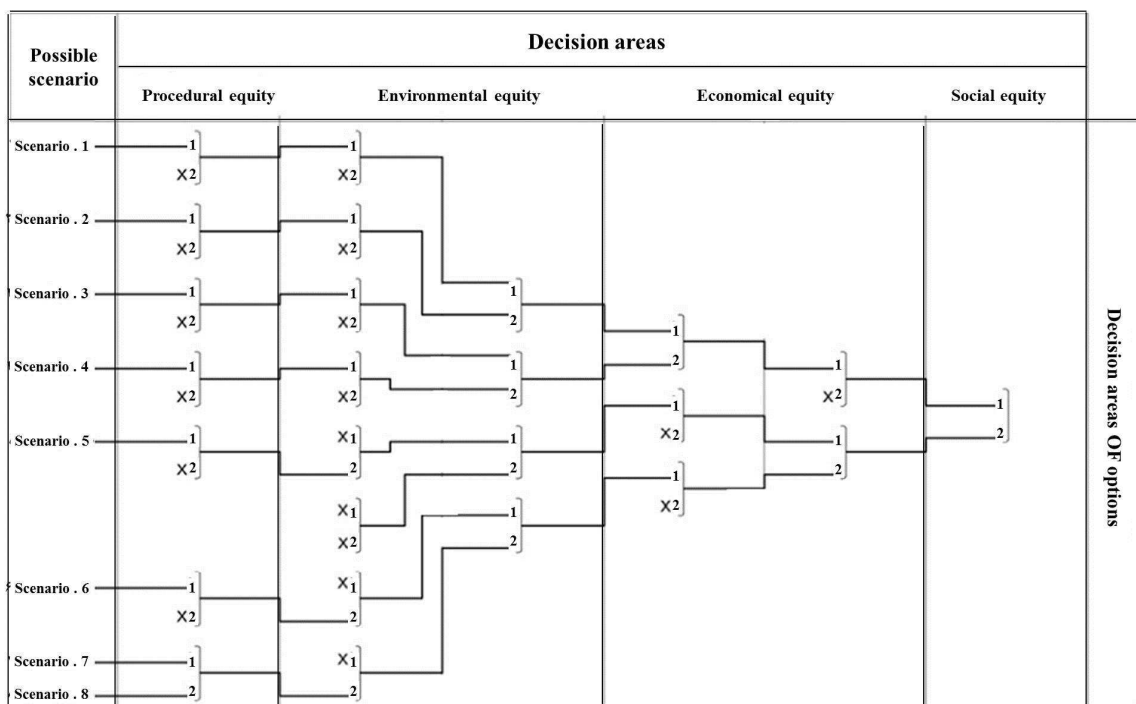 Possible
scenario
Decision areas
Procedural equity
Environmental equity
Economical equity
Social equity
Scenario . 1
1
1
X2
X2
Scenario . 2
1
1
X2
X2
Scenario . 3
1
1
1
X2
X2
2
1
Scenario . 4
1
1
1
2
1
X2
X2
2
X2
1
1
Scenario . 5
1
X1
1
X2
1
2
X2
2
2
1
2
X1
1
X2
X2
2
Scenario . 6
1
X1
X2
2
Scenario . 7
1
X1
Scenario . 8
2
2
Decision areas OF options